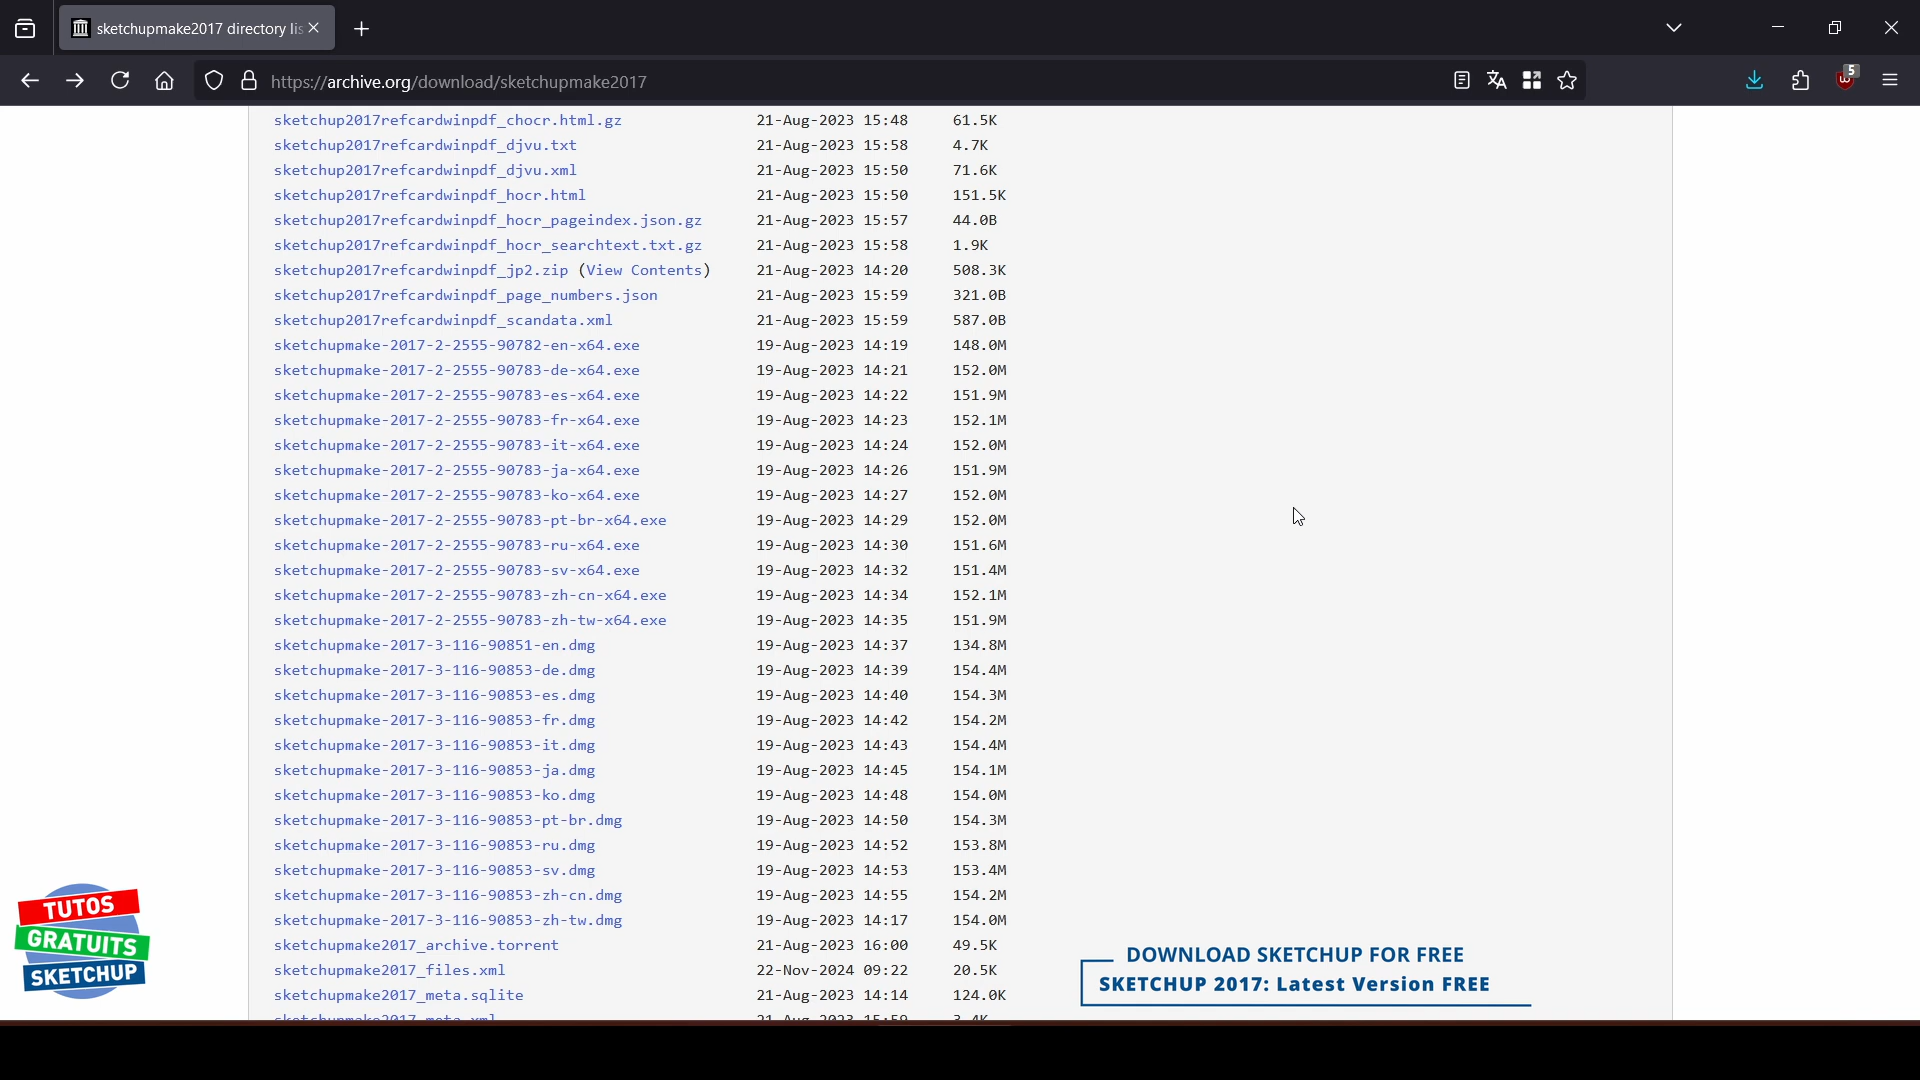 sketchupmake2017 directory lis
https://archive.org/download/sketchupmake2017
5
sketchup2017refcardwinpdf_chocr.html.gz 21-Aug-2023 15:48 61.5K
sketchup2017refcardwinpdf_djvu.txt 21-Aug-2023 15:58 4.7K
sketchup2017refcardwinpdf_djvu.xml 21-Aug-2023 15:50 71.6K
sketchup2017refcardwinpdf_hocr.html 21-Aug-2023 15:50 151.5K
sketchup2017refcardwinpdf_hocr_pageindex.json.gz 21-Aug-2023 15:57 44.0B
sketchup2017refcardwinpdf_hocr_searchtext.txt.gz 21-Aug-2023 15:58 1.9K
sketchup2017refcardwinpdf_jp2.zip (View Contents) 21-Aug-2023 14:20 508.3K
sketchup2017refcardwinpdf_page_numbers.json 21-Aug-2023 15:59 321.0B
sketchup2017refcardwinpdf_scandata.xml 21-Aug-2023 15:59 587.0B
sketchupmake-2017-2-2555-90782-en-x64.exe 19-Aug-2023 14:19 148.0M
sketchupmake-2017-2-2555-90783-de-x64.exe 19-Aug-2023 14:21 152.0M
sketchupmake-2017-2-2555-90783-es-x64.exe 19-Aug-2023 14:22 151.9M
sketchupmake-2017-2-2555-90783-fr-x64.exe 19-Aug-2023 14:23 152.1M
sketchupmake-2017-2-2555-90783-it-x64.exe 19-Aug-2023 14:24 152.0M
sketchupmake-2017-2-2555-90783-ja-x64.exe 19-Aug-2023 14:26 151.9M
sketchupmake-2017-2-2555-90783-ko-x64.exe 19-Aug-2023 14:27 152.0M
sketchupmake-2017-2-2555-90783-pt-br-x64.exe 19-Aug-2023 14:29 152.0M
sketchupmake-2017-2-2555-90783-ru-x64.exe 19-Aug-2023 14:30 151.6M
sketchupmake-2017-2-2555-90783-sv-x64.exe 19-Aug-2023 14:32 151.4M
sketchupmake-2017-2-2555-90783-zh-cn-x64.exe 19-Aug-2023 14:34 152.1M
sketchupmake-2017-2-2555-90783-zh-tw-x64.exe 19-Aug-2023 14:35 151.9M
sketchupmake-2017-3-116-90851-en.dmg 19-Aug-2023 14:37 134.8M
sketchupmake-2017-3-116-90853-de.dmg 19-Aug-2023 14:39 154.4M
sketchupmake-2017-3-116-90853-es.dmg 19-Aug-2023 14:40 154.3M
sketchupmake-2017-3-116-90853-fr.dmg 19-Aug-2023 14:42 154.2M
sketchupmake-2017-3-116-90853-it.dmg 19-Aug-2023 14:43 154.4M
sketchupmake-2017-3-116-90853-ja.dmg 19-Aug-2023 14:45 154.1M
sketchupmake-2017-3-116-90853-ko.dmg 19-Aug-2023 14:48 154.0M
sketchupmake-2017-3-116-90853-pt-br.dmg 19-Aug-2023 14:50 154.3M
sketchupmake-2017-3-116-90853-ru.dmg 19-Aug-2023 14:52 153.8M
sketchupmake-2017-3-116-90853-sv.dmg 19-Aug-2023 14:53 153.4M
sketchupmake-2017-3-116-90853-zh-cn.dmg 19-Aug-2023 14:55 154.2M
sketchupmake-2017-3-116-90853-zh-tw.dmg 19-Aug-2023 14:17 154.0M
sketchupmake2017_archive.torrent 21-Aug-2023 16:00 49.5K
sketchupmake2017_files.xml 22-Nov-2024 09:22 20.5K
sketchupmake2017_meta.sqlite 21-Aug-2023 14:14 124.0K
sketchupmake2017_meta.xml 21-Aug-2023 15:59 3.4K
TUTOS
GRATUITS
SKETCHUP
DOWNLOAD SKETCHUP FOR FREE
SKETCHUP 2017: Latest Version FREE